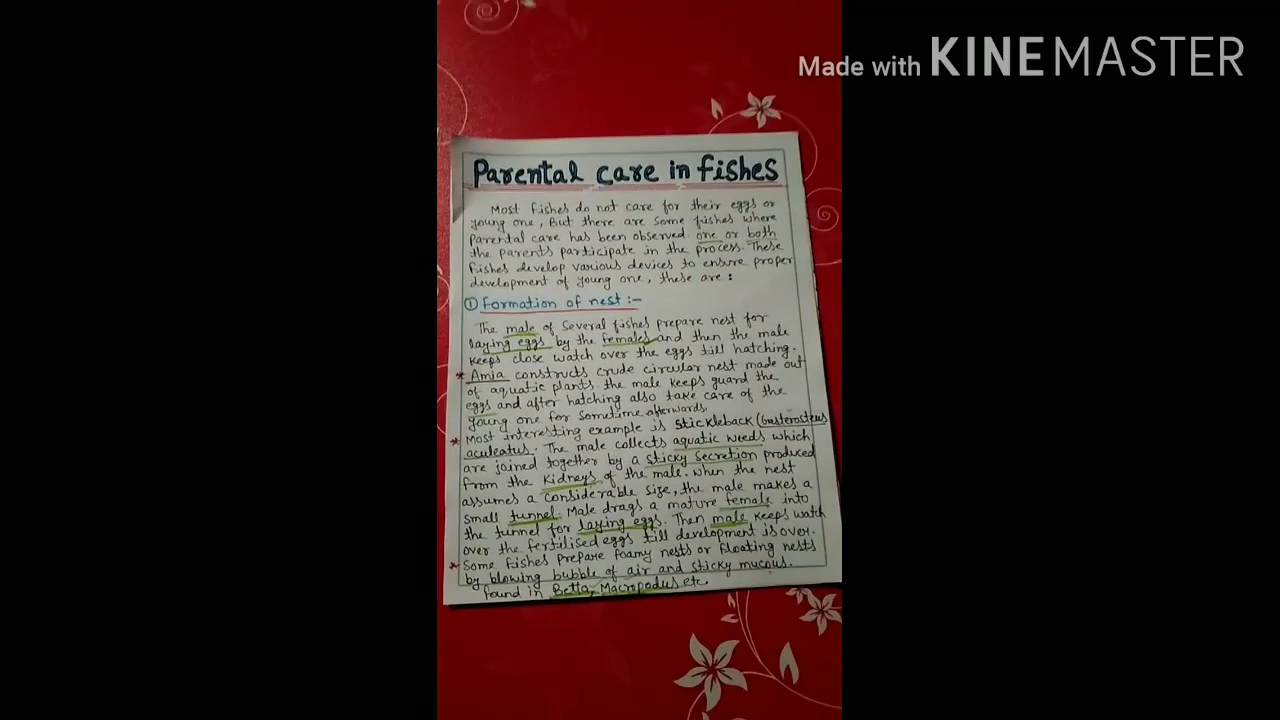 Made with KINEMASTER
Parental care in fishes
Most fishes do not care for their eggs or
young one, But there are some fishes where
parental care has been observed one or both
the parents participate in the process. These
fishes develop various devices to ensure proper
development of young one, these are :
① Formation of nest :-
The male of several fishes prepare nest for
laying eggs by the females and then the male
keeps close watch over the eggs till hatching.
* Amia constructs crude circular nest made out
of aquatic plants. the male keeps guard the
eggs and after hatching also take care of the
young one for sometime afterwards.
* Most interesting example is stickleback (Gusterosteus
aculeatus. The male collects aquatic weeds which
are joined together by a sticky secretion produced
from the kidneys of the male. when the nest
assumes a considerable size, the male makes a
small tunnel. Male drags a mature female into
the tunnel for laying eggs. Then male keeps watch
over the fertilised eggs till development is over.
* Some fishes prepare foamy nests or floating nests
by blowing bubble of air and sticky mucous.
found in Betta, Macropodus etc.